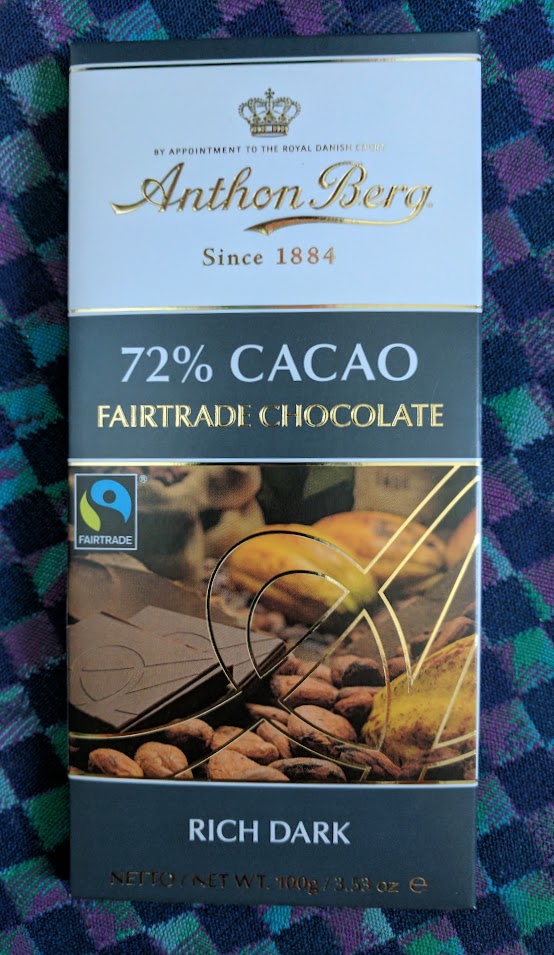 BY APPOINTMENT TO THE ROYAL DANISH COURT
Anthon Berg
Since 1884
72% CACAO
FAIRTRADE CHOCOLATE
FAIRTRADE
®
RICH DARK
NETTO / NET WT. 100g / 3.53 oz ℮